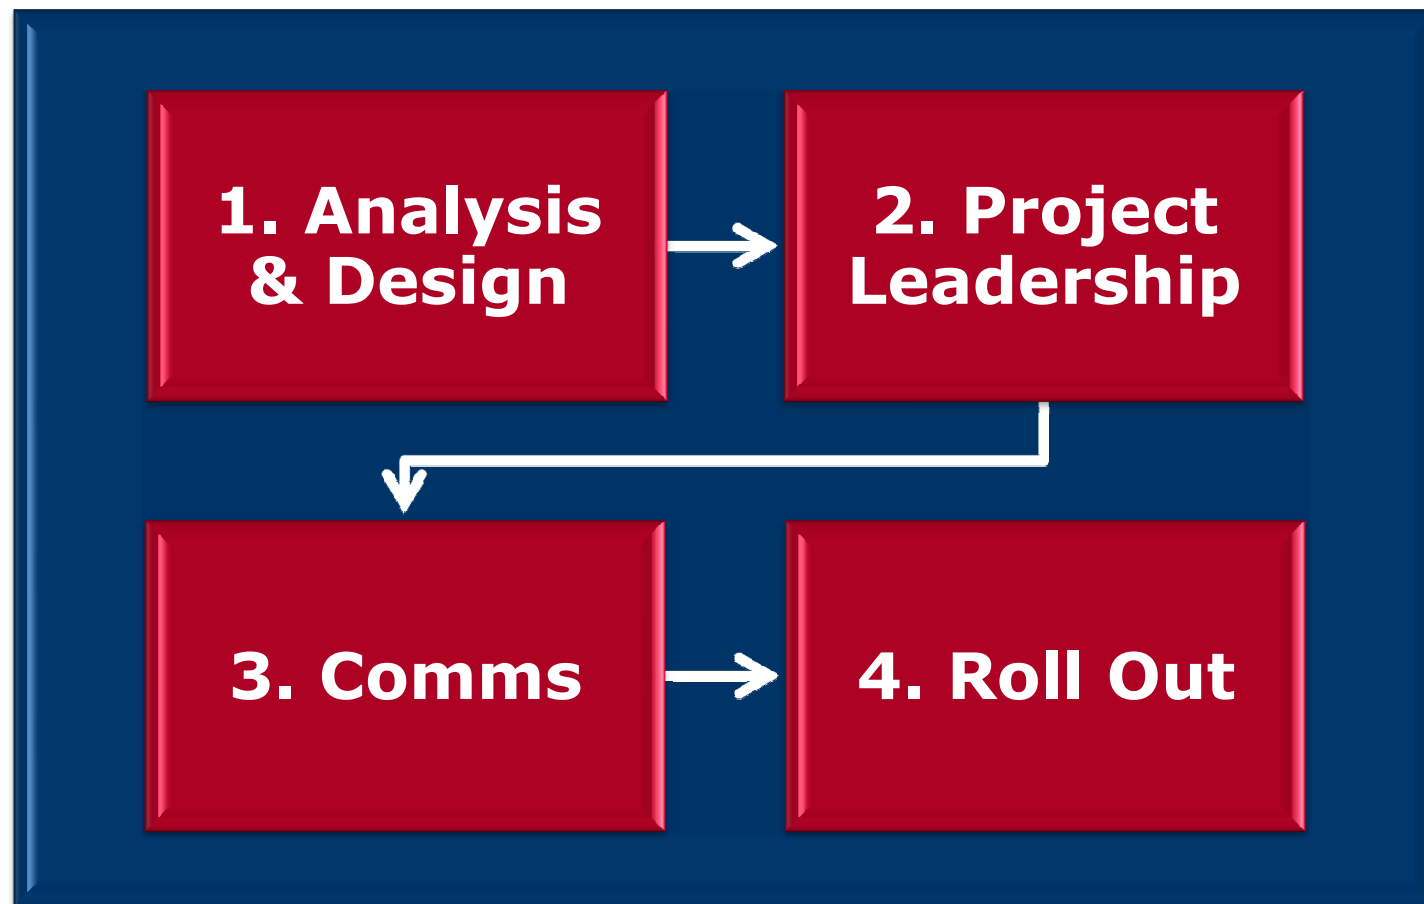 1. Analysis
& Design
2. Project
Leadership
3. Comms
4. Roll Out